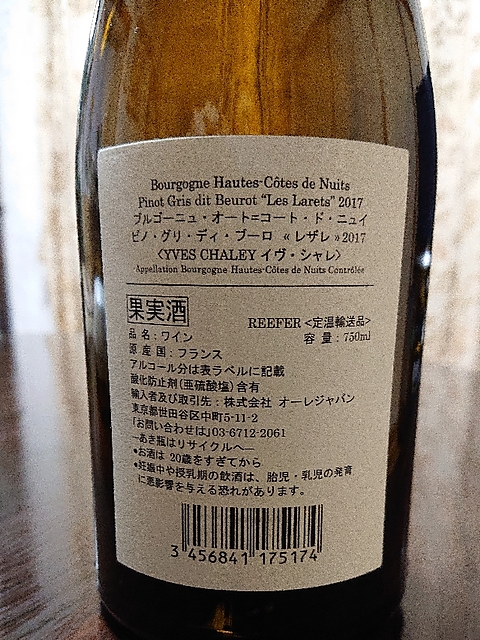 Bourgogne Hautes-Côtes de Nuits
Pinot Gris dit Beurot "Les Larets" 2017
ブルゴーニュ・オート=コート・ド・ニュイ
ピノ・グリ・ディ・ブーロ 《レザレ》2017
〈YVES CHALEY イヴ・シャレ〉
Appellation Bourgogne Hautes-Côtes de Nuits Contrôlée
果実酒
REEFER <定温輸送品>
品名:ワイン
容量:750ml
原産国:フランス
アルコール分は表ラベルに記載
酸化防止剤(亜硫酸塩)含有
輸入者及び取引先:株式会社 オーレジャパン
東京都世田谷区中町5-11-2
「お問い合わせは」03-6712-2061
―あき瓶はリサイクルへ―
•お酒は 20歳をすぎてから
•妊娠中や授乳期の飲酒は、胎児・乳児の発育
に悪影響を与える恐れがあります。
3 456841 175174